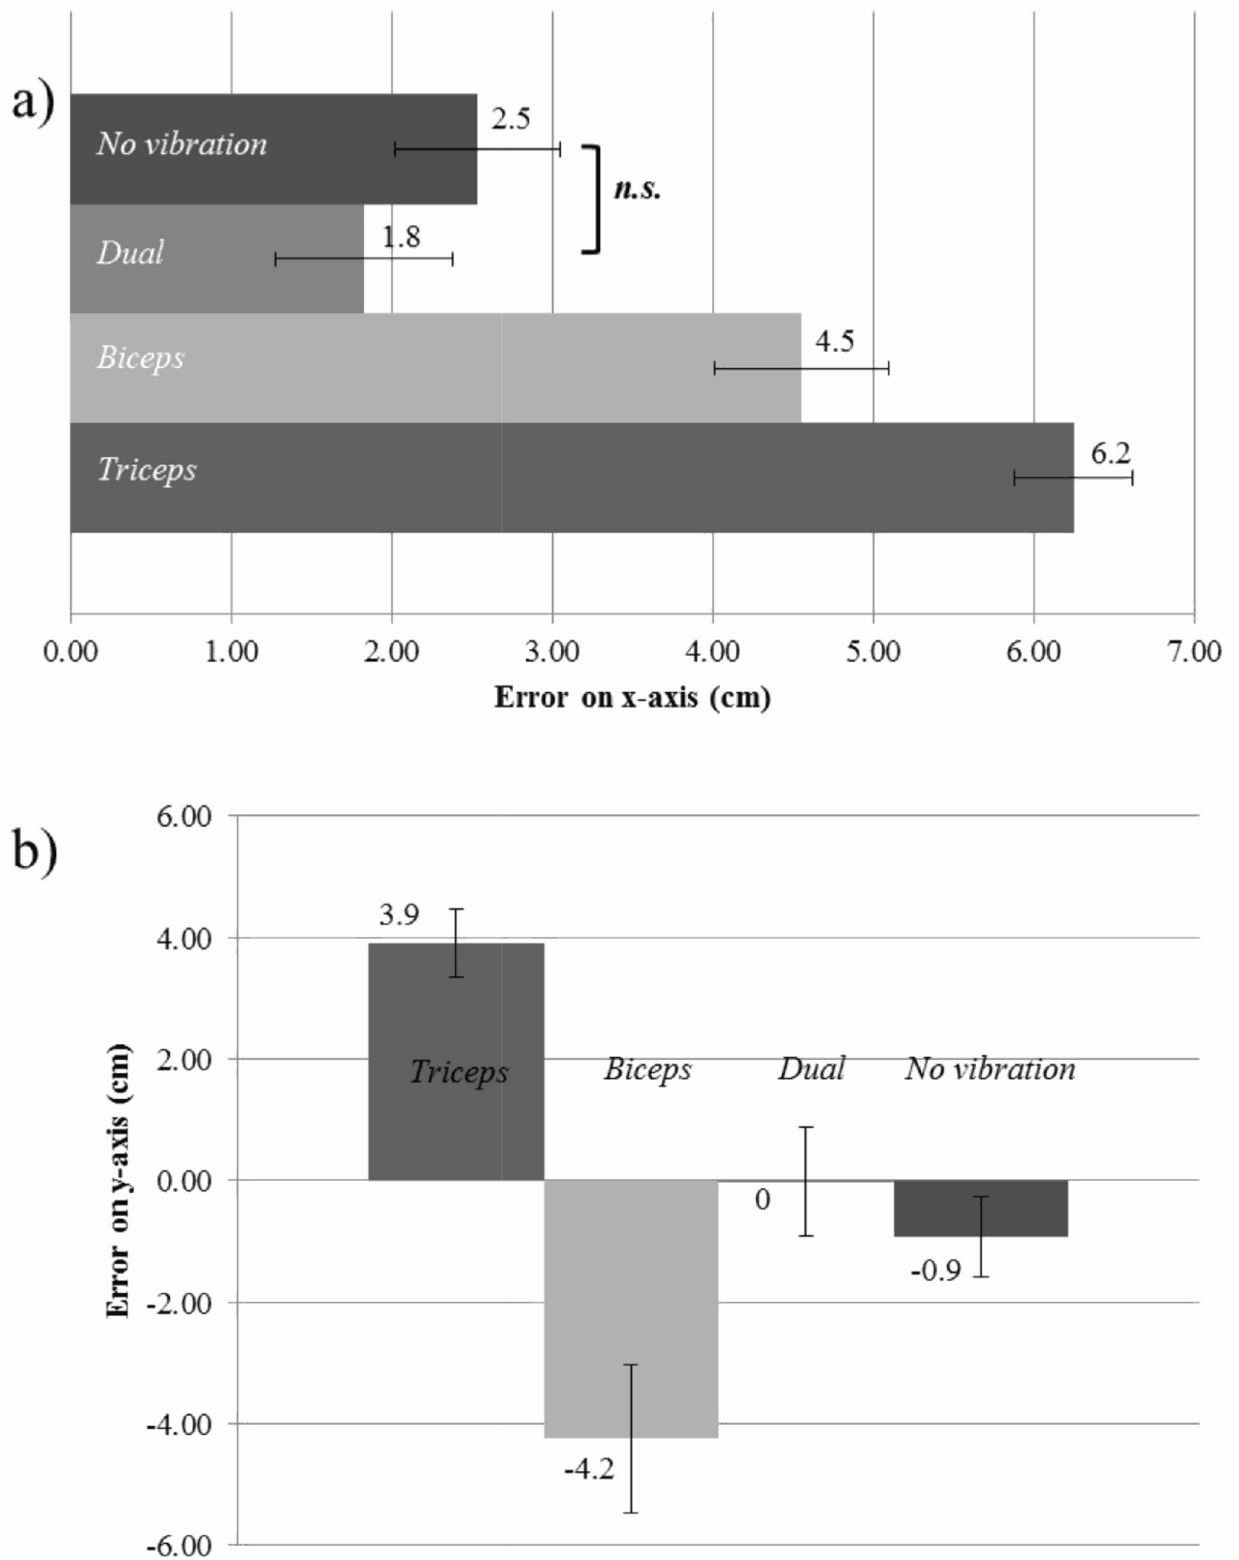 a)
No vibration
2.5
n.s.
Dual
1.8
Biceps
4.5
Triceps
6.2
0.00 1.00 2.00 3.00 4.00 5.00 6.00 7.00
Error on x-axis (cm)
b)
Error on y-axis (cm)
6.00
3.9
4.00
2.00
Triceps Biceps Dual No vibration
0.00
0
-0.9
-2.00
-4.00
-4.2
-6.00